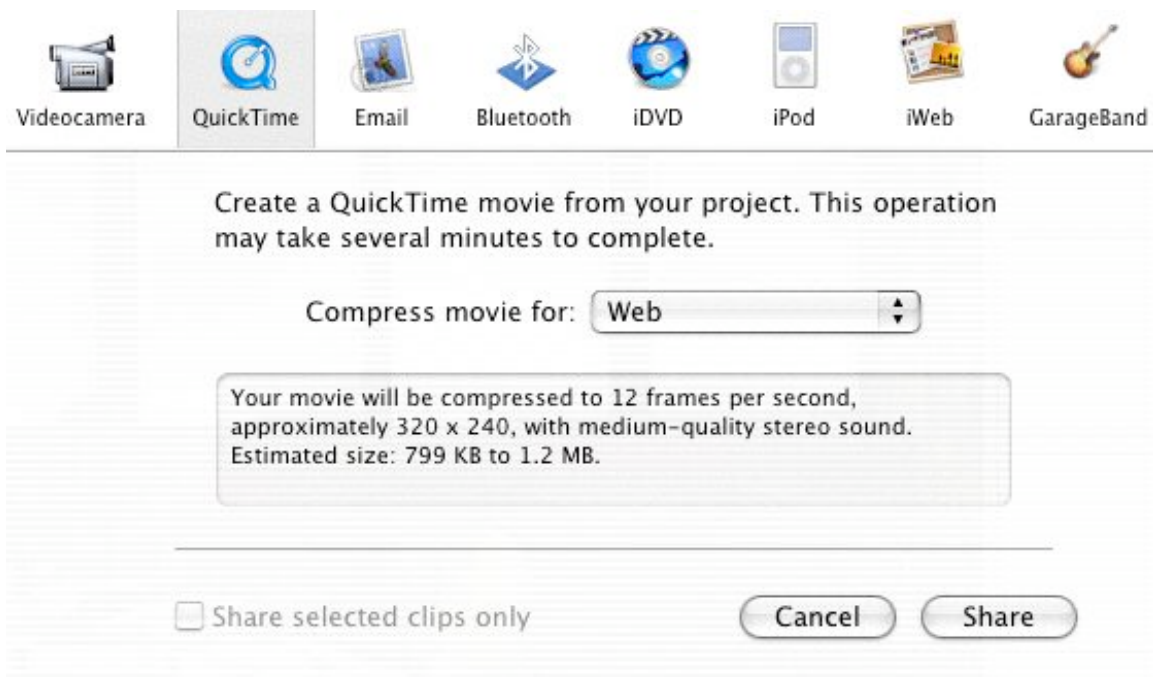 Videocamera QuickTime Email Bluetooth iDVD iPod iWeb GarageBand
Create a QuickTime movie from your project. This operation
may take several minutes to complete.
Compress movie for: Web
Your movie will be compressed to 12 frames per second,
approximately 320 x 240, with medium-quality stereo sound.
Estimated size: 799 KB to 1.2 MB.
Share selected clips only Cancel Share